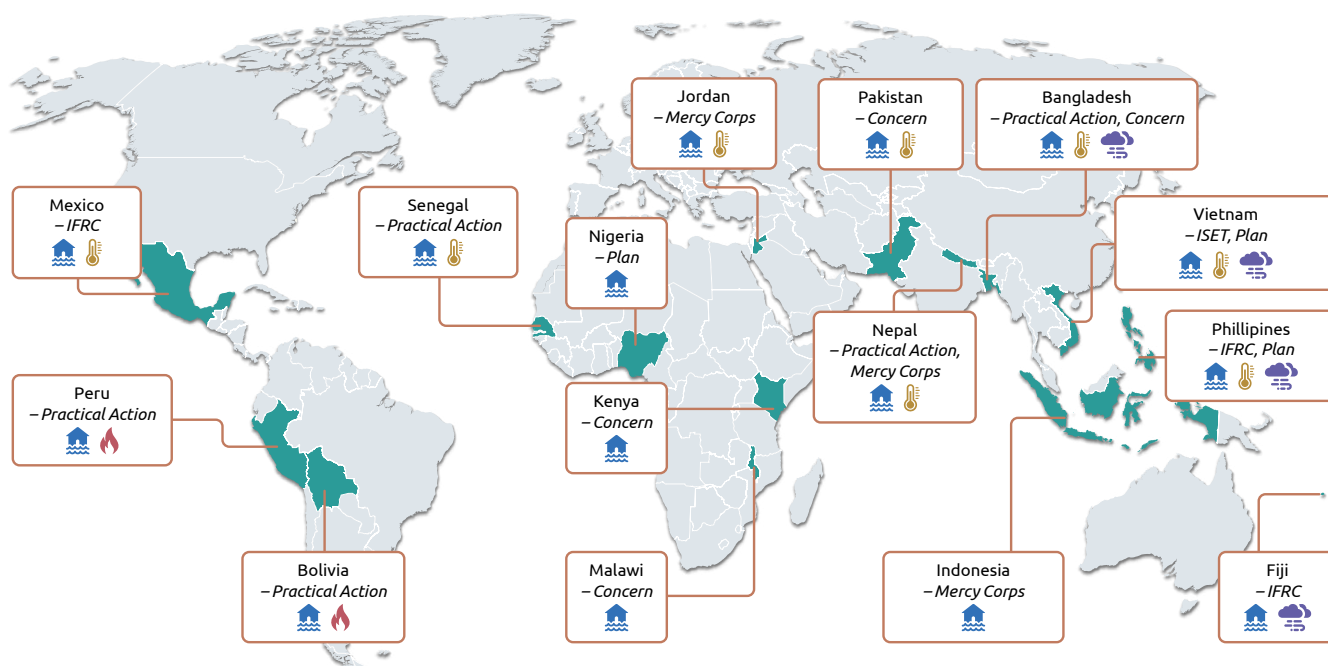 Jordan
– Mercy Corps
Pakistan
– Concern
Bangladesh
– Practical Action, Concern
Mexico
– IFRC
Senegal
– Practical Action
Nigeria
– Plan
Vietnam
– ISET, Plan
Nepal
– Practical Action,
Mercy Corps
Phillipines
– IFRC, Plan
Peru
– Practical Action
Kenya
– Concern
Bolivia
– Practical Action
Malawi
– Concern
Indonesia
– Mercy Corps
Fiji
– IFRC